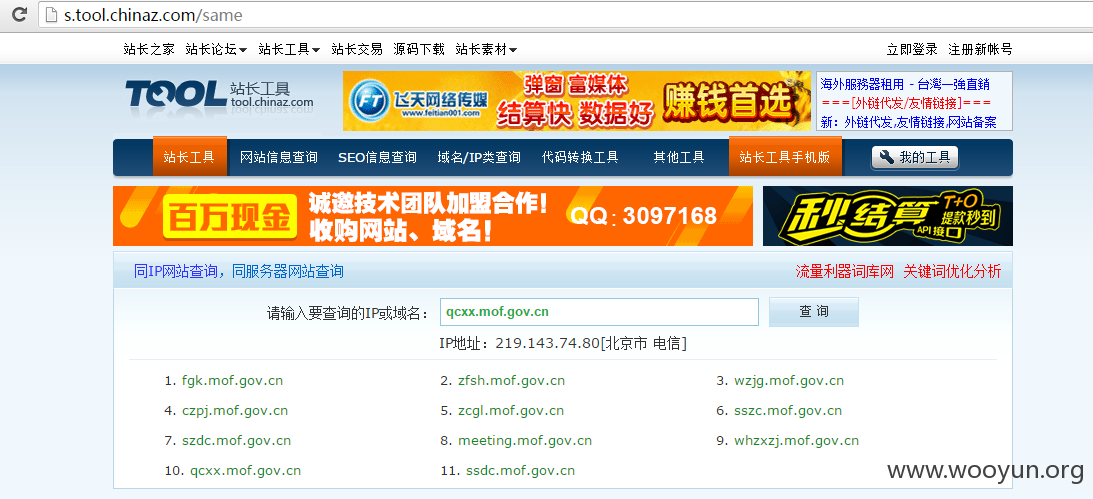 s.tool.chinaz.com/same
站长之家 站长论坛 站长工具 站长交易 源码下载 站长素材 立即登录 注册新帐号
TOOL 站长工具 tool.chinaz.com
FT 飞天网络传媒 www.feitian001.com
弹窗 富媒体
结算快 数据好
赚钱首选
海外服務器租用 - 台灣一強直銷
===[外链代发/友情链接]===
新: 外链代发,友情链接,网站备案
站长工具 网站信息查询 SEO信息查询 域名/IP类查询 代码转换工具 其他工具 站长工具手机版 我的工具
百万现金
诚邀技术团队加盟合作!
收购网站、域名!
QQ: 3097168
秒结算
T+0
提款秒到
API接口
同IP网站查询，同服务器网站查询 流量利器词库网 关键词优化分析
请输入要查询的IP或域名： qcxx.mof.gov.cn 查 询
IP地址：219.143.74.80[北京市 电信]
1. fgk.mof.gov.cn 2. zfsh.mof.gov.cn 3. wzjg.mof.gov.cn
4. czpj.mof.gov.cn 5. zcgl.mof.gov.cn 6. sszc.mof.gov.cn
7. szdc.mof.gov.cn 8. meeting.mof.gov.cn 9. whzxzj.mof.gov.cn
10. qcxx.mof.gov.cn 11. ssdc.mof.gov.cn
www.wooyun.org